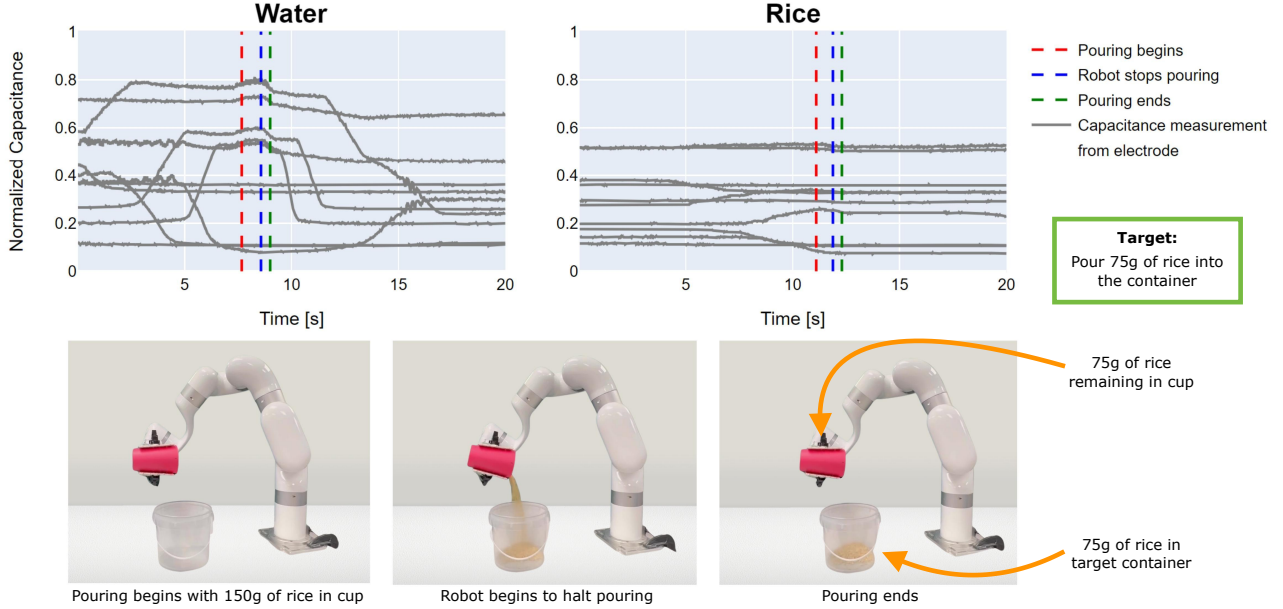 Water
Rice
Normalized Capacitance
1
0.8
0.6
0.4
0.2
0
5
10
15
20
Time [s]
1
0.8
0.6
0.4
0.2
0
5
10
15
20
Time [s]
Pouring begins
Robot stops pouring
Pouring ends
Capacitance measurement
from electrode
Target:
Pour 75g of rice into
the container
75g of rice
remaining in cup
75g of rice in
target container
Pouring begins with 150g of rice in cup
Robot begins to halt pouring
Pouring ends